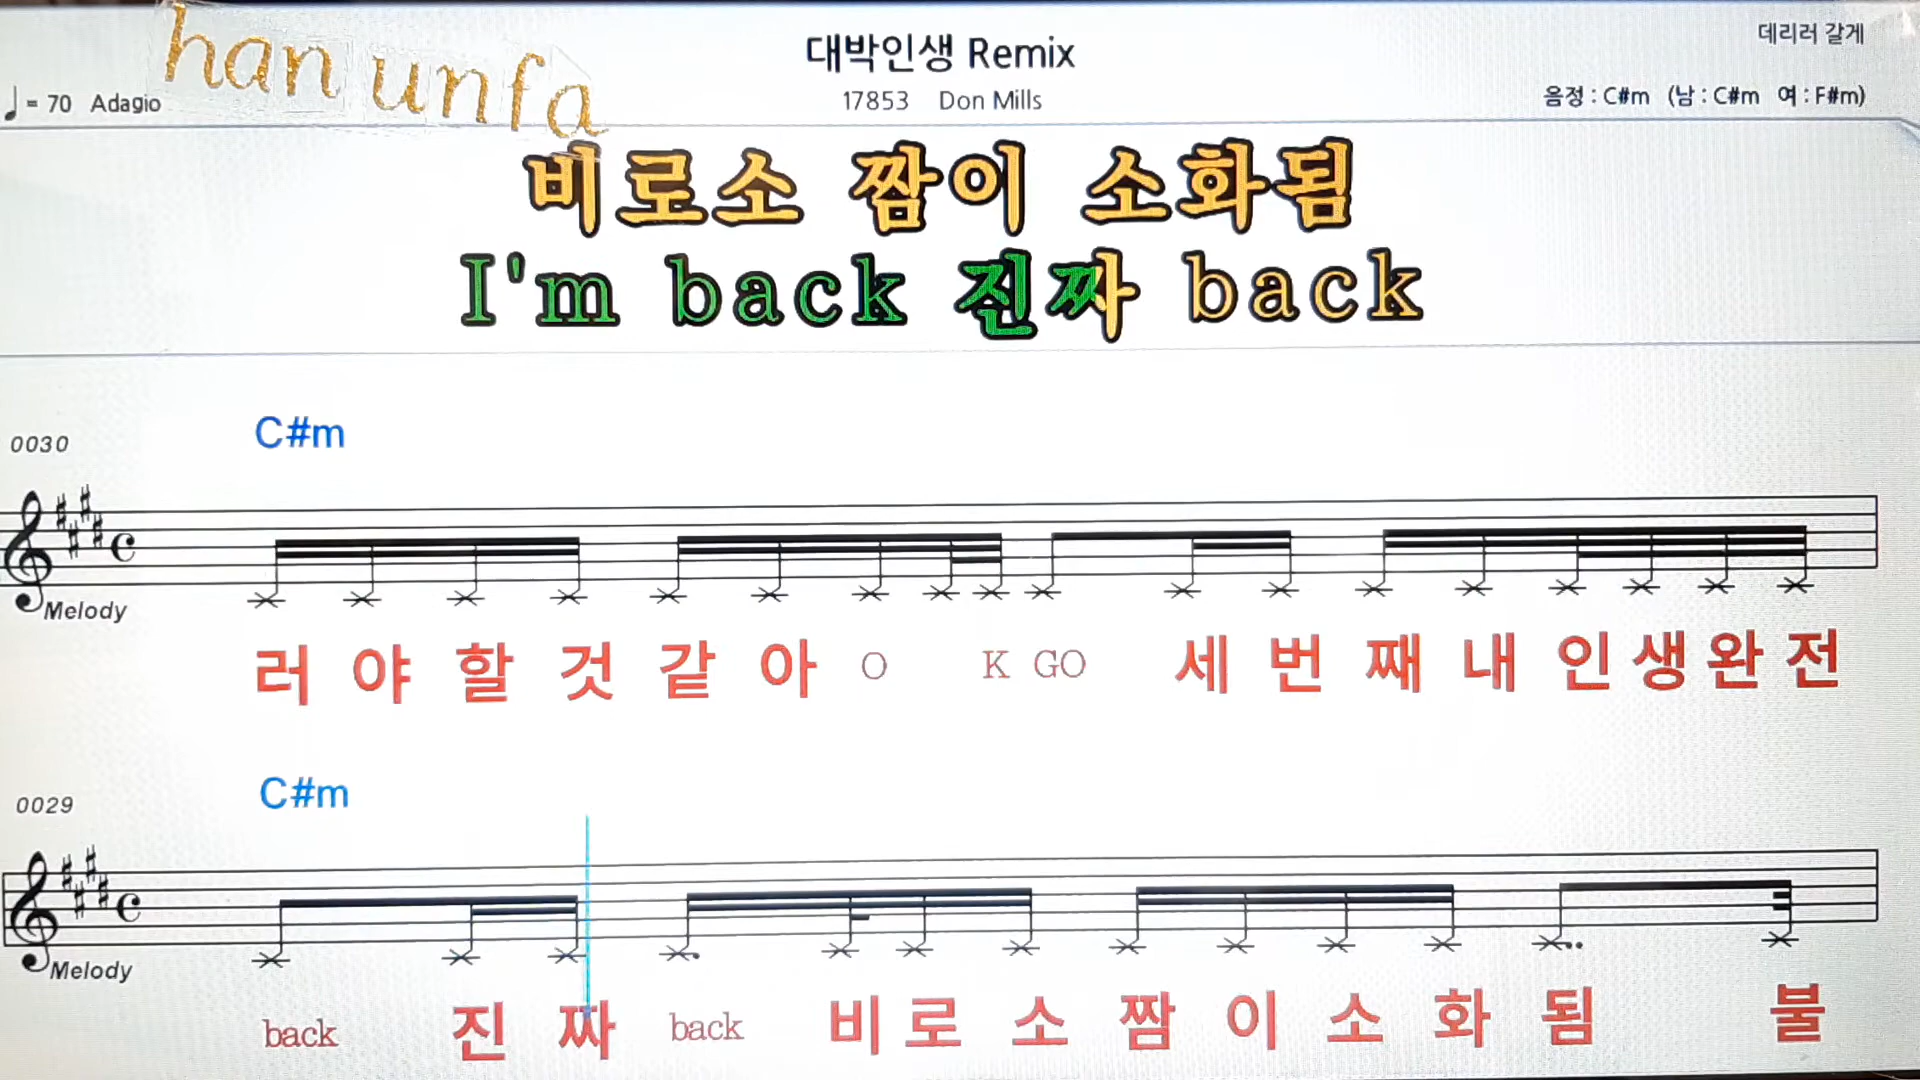 han unfa
대박인생 Remix
데리러 갈게
♩= 70 Adagio
17853 Don Mills
음정 : C#m (남 : C#m 여 : F#m)
비로소 짬이 소화됨
I'm back 진짜 back
C#m
0030
Melody
러 야 할 것 같 아 O K GO 세 번 째 내 인 생 완 전
C#m
0029
Melody
back 진 짜 back 비 로 소 짬 이 소 화 됨 불